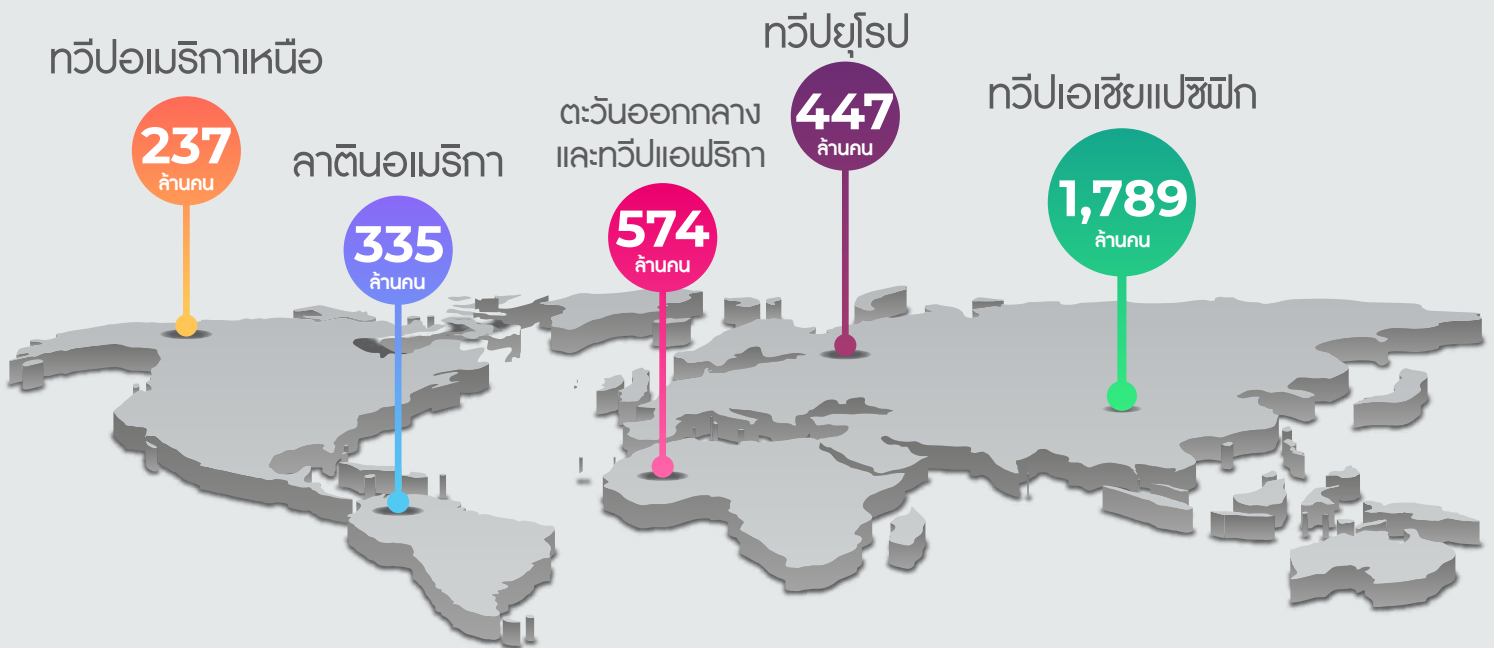 ทวีปอเมริกาเหนือ
237
ล้านคน
ลาตินอเมริกา
335
ล้านคน
ตะวันออกกลาง
และทวีปแอฟริกา
574
ล้านคน
ทวีปยุโรป
447
ล้านคน
ทวีปเอเชียแปซิฟิก
1,789
ล้านคน